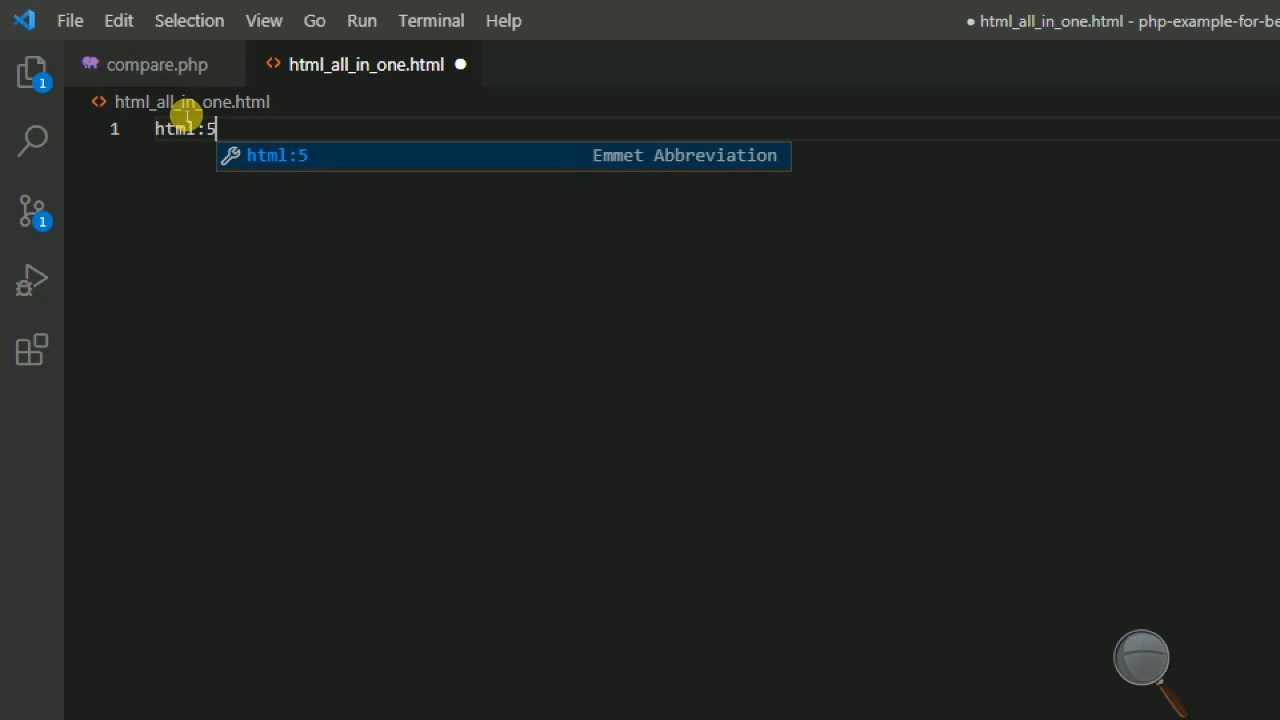 File Edit Selection View Go Run Terminal Help
● html_all_in_one.html - php-example-for-be
compare.php html_all_in_one.html ●
html_all_in_one.html
1 html:5
html:5 Emmet Abbreviation
1
1